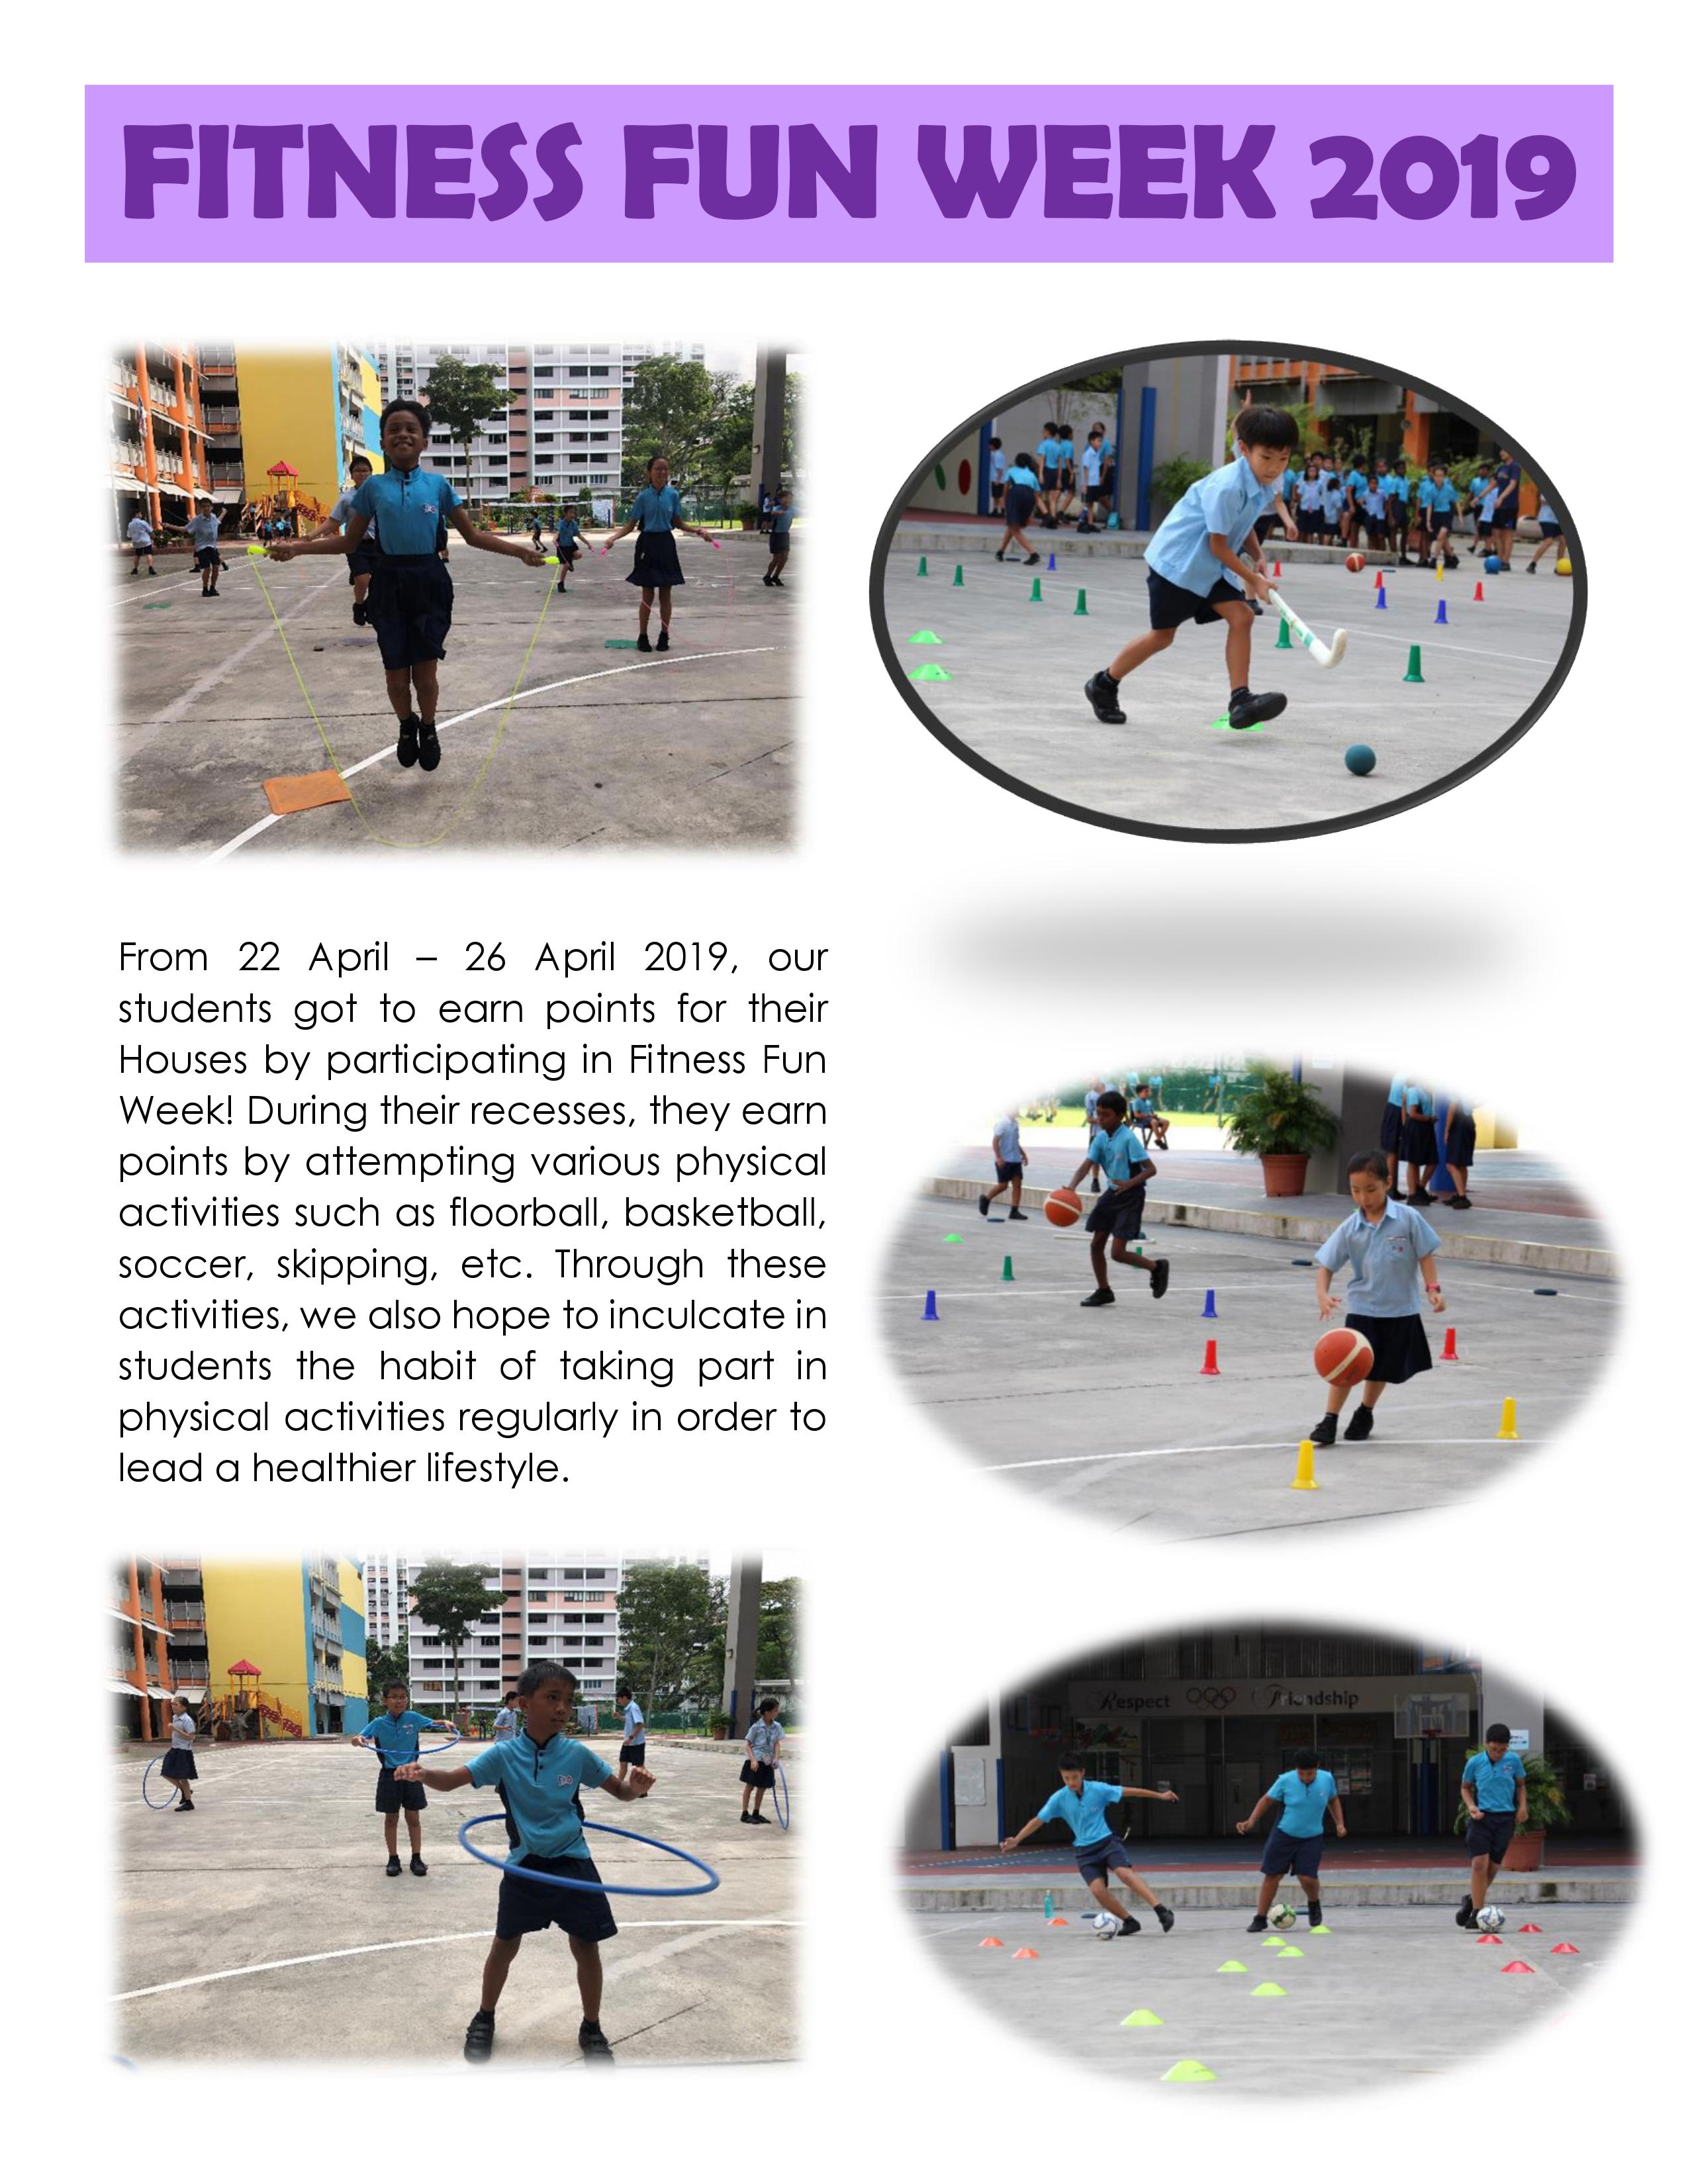 FITNESS FUN WEEK 2019
From 22 April – 26 April 2019, our
students got to earn points for their
Houses by participating in Fitness Fun
Week! During their recesses, they earn
points by attempting various physical
activities such as floorball, basketball,
soccer, skipping, etc. Through these
activities, we also hope to inculcate in
students the habit of taking part in
physical activities regularly in order to
lead a healthier lifestyle.
Respect Friendship